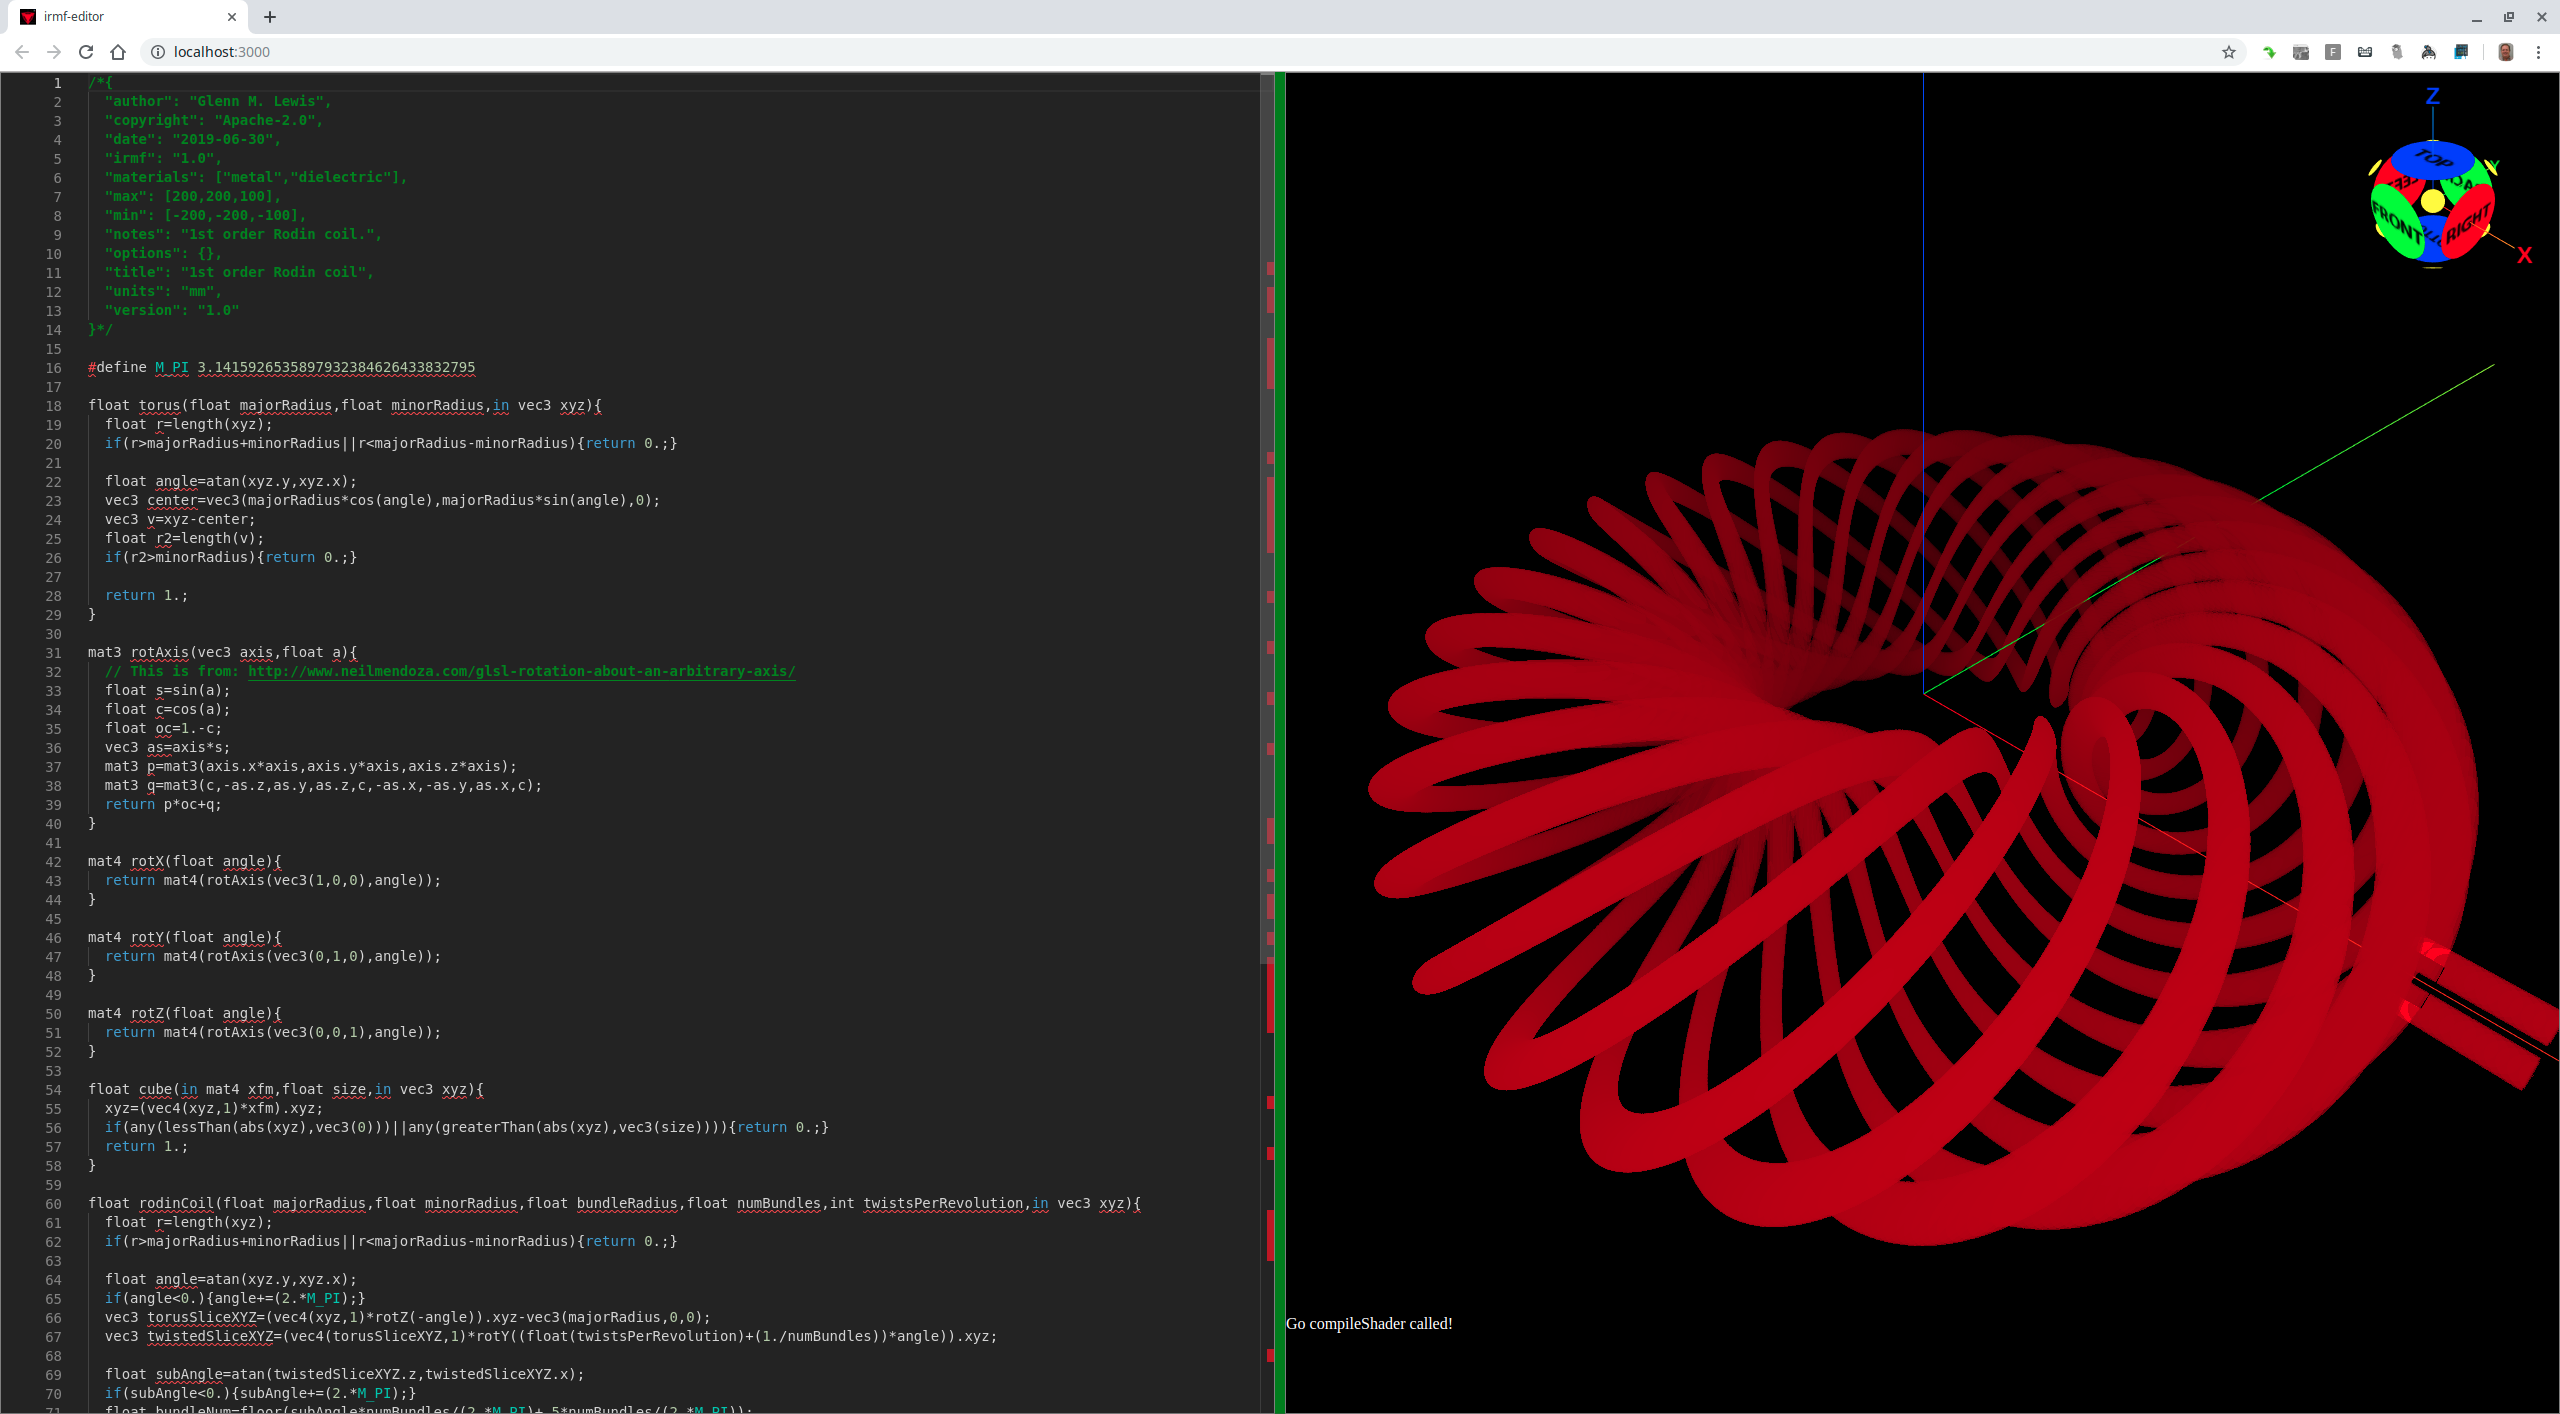 irmf-editor
localhost:3000
1 /*{
2 "author": "Glenn M. Lewis",
3 "copyright": "Apache-2.0",
4 "date": "2019-06-30",
5 "irmf": "1.0",
6 "materials": ["metal","dielectric"],
7 "max": [200,200,100],
8 "min": [-200,-200,-100],
9 "notes": "1st order Rodin coil.",
10 "options": {},
11 "title": "1st order Rodin coil",
12 "units": "mm",
13 "version": "1.0"
14 }*/
15
16 #define M_PI 3.1415926535897932384626433832795
17
18 float torus(float majorRadius,float minorRadius,in vec3 xyz){
19 float r=length(xyz);
20 if(r>majorRadius+minorRadius||r<majorRadius-minorRadius){return 0.;}
21
22 float angle=atan(xyz.y,xyz.x);
23 vec3 center=vec3(majorRadius*cos(angle),majorRadius*sin(angle),0);
24 vec3 v=xyz-center;
25 float r2=length(v);
26 if(r2>minorRadius){return 0.;}
27
28 return 1.;
29 }
30
31 mat3 rotAxis(vec3 axis,float a){
32 // This is from: http://www.neilmendoza.com/glsl-rotation-about-an-arbitrary-axis/
33 float s=sin(a);
34 float c=cos(a);
35 float oc=1.-c;
36 vec3 as=axis*s;
37 mat3 p=mat3(axis.x*axis,axis.y*axis,axis.z*axis);
38 mat3 q=mat3(c,-as.z,as.y,as.z,c,-as.x,-as.y,as.x,c);
39 return p*oc+q;
40 }
41
42 mat4 rotX(float angle){
43 return mat4(rotAxis(vec3(1,0,0),angle));
44 }
45
46 mat4 rotY(float angle){
47 return mat4(rotAxis(vec3(0,1,0),angle));
48 }
49
50 mat4 rotZ(float angle){
51 return mat4(rotAxis(vec3(0,0,1),angle));
52 }
53
54 float cube(in mat4 xfm,float size,in vec3 xyz){
55 xyz=(vec4(xyz,1)*xfm).xyz;
56 if(any(lessThan(abs(xyz),vec3(0)))||any(greaterThan(abs(xyz),vec3(size)))){return 0.;}
57 return 1.;
58 }
59
60 float rodinCoil(float majorRadius,float minorRadius,float bundleRadius,float numBundles,int twistsPerRevolution,in vec3 xyz){
61 float r=length(xyz);
62 if(r>majorRadius+minorRadius||r<majorRadius-minorRadius){return 0.;}
63
64 float angle=atan(xyz.y,xyz.x);
65 if(angle<0.){angle+=(2.*M_PI);}
66 vec3 torusSliceXYZ=(vec4(xyz,1)*rotZ(-angle)).xyz-vec3(majorRadius,0,0);
67 vec3 twistedSliceXYZ=(vec4(torusSliceXYZ,1)*rotY((float(twistsPerRevolution)+(1./numBundles))*angle)).xyz;
68
69 float subAngle=atan(twistedSliceXYZ.z,twistedSliceXYZ.x);
70 if(subAngle<0.){subAngle+=(2.*M_PI);}
71 float bundleNum=floor(subAngle*numBundles/(2.*M_PI)+.5*numBundles/(2.*M_PI));
Z
TOP
Y
FRONT
RIGHT
X
Go compileShader called!